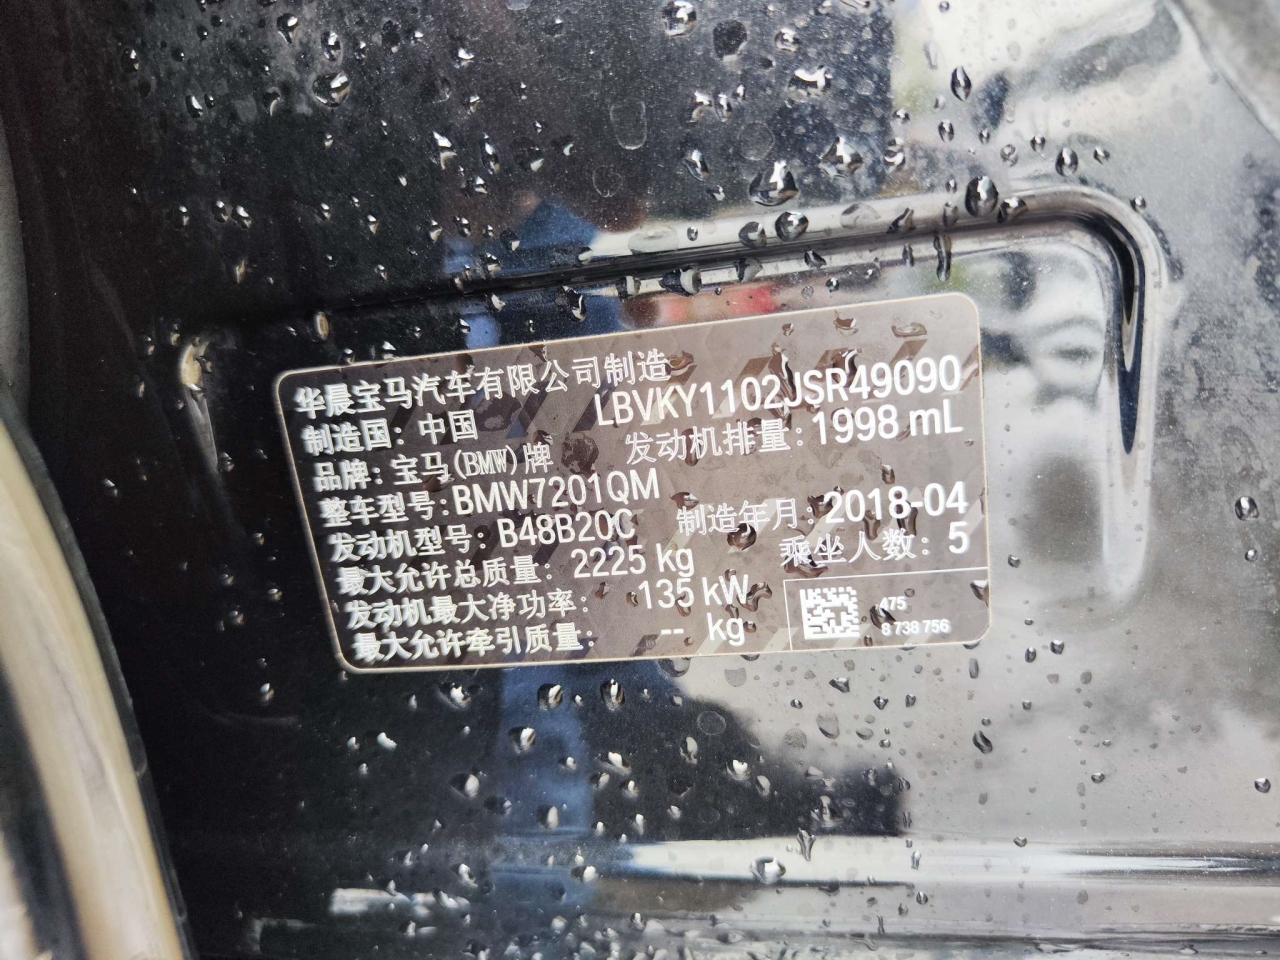 华晨宝马汽车有限公司制造
LBVKY1102JSR49090
制造国：中国
品牌：宝马(BMW)牌 发动机排量：1998 mL
整车型号：BMW7201QM
发动机型号：B48B20C 制造年月：2018-04
最大允许总质量：2225 kg 乘坐人数：5
发动机最大净功率：135 kW
最大允许牵引质量：-- kg
475
8 738 756